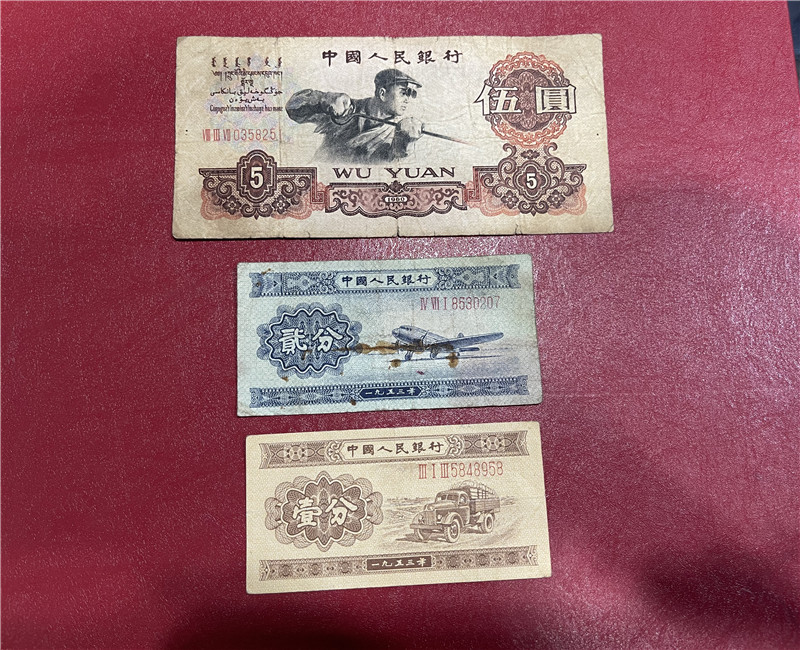 中國人民銀行
伍圓
VIII III VII 035825
5
WU YUAN
5
1960
中國人民銀行
IV VII I 8530207
貳分
一九五三年
中國人民銀行
III I III 5848958
壹分
一九五三年